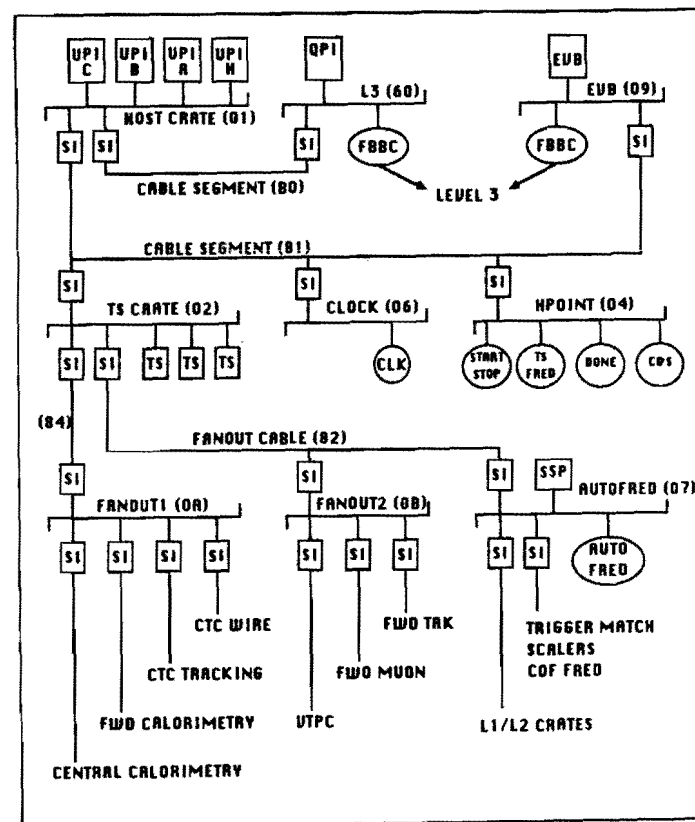 UPI C
UPI B
UPI A
UPI H
QPI
EVB
L3 (60)
EVB (09)
HOST CRATE (01)
SI
SI
SI
FBBC
FBBC
SI
CABLE SEGMENT (80)
LEVEL 3
CABLE SEGMENT (81)
SI
SI
SI
TS CRATE (02)
CLOCK (06)
HPOINT (04)
SI
SI
TS
TS
TS
CLK
START STOP
TS FRED
DONE
(84)
FANOUT CABLE (82)
SI
SI
SI
SSP
AUTOFRED (07)
FANOUT1 (0A)
FANOUT2 (0B)
SI
SI
SI
SI
SI
SI
SI
SI
SI
AUTO FRED
CTC WIRE
FWD TRK
TRIGGER MATCH
SCALERS
CDF FRED
CTC TRACKING
FWD MUON
FWD CALORIMETRY
VTPC
L1/L2 CRATES
CENTRAL CALORIMETRY